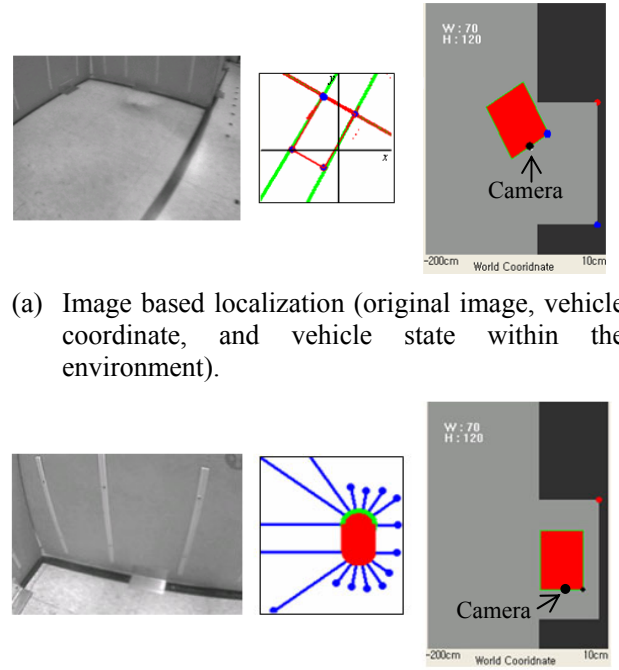 W : 70
H : 120
y
x
Camera
-200cm
World Cooridnate
10cm
(a) Image based localization (original image, vehicle
coordinate, and vehicle state within the
environment).
W : 70
H : 120
Camera
-200cm
World Cooridnate
10cm